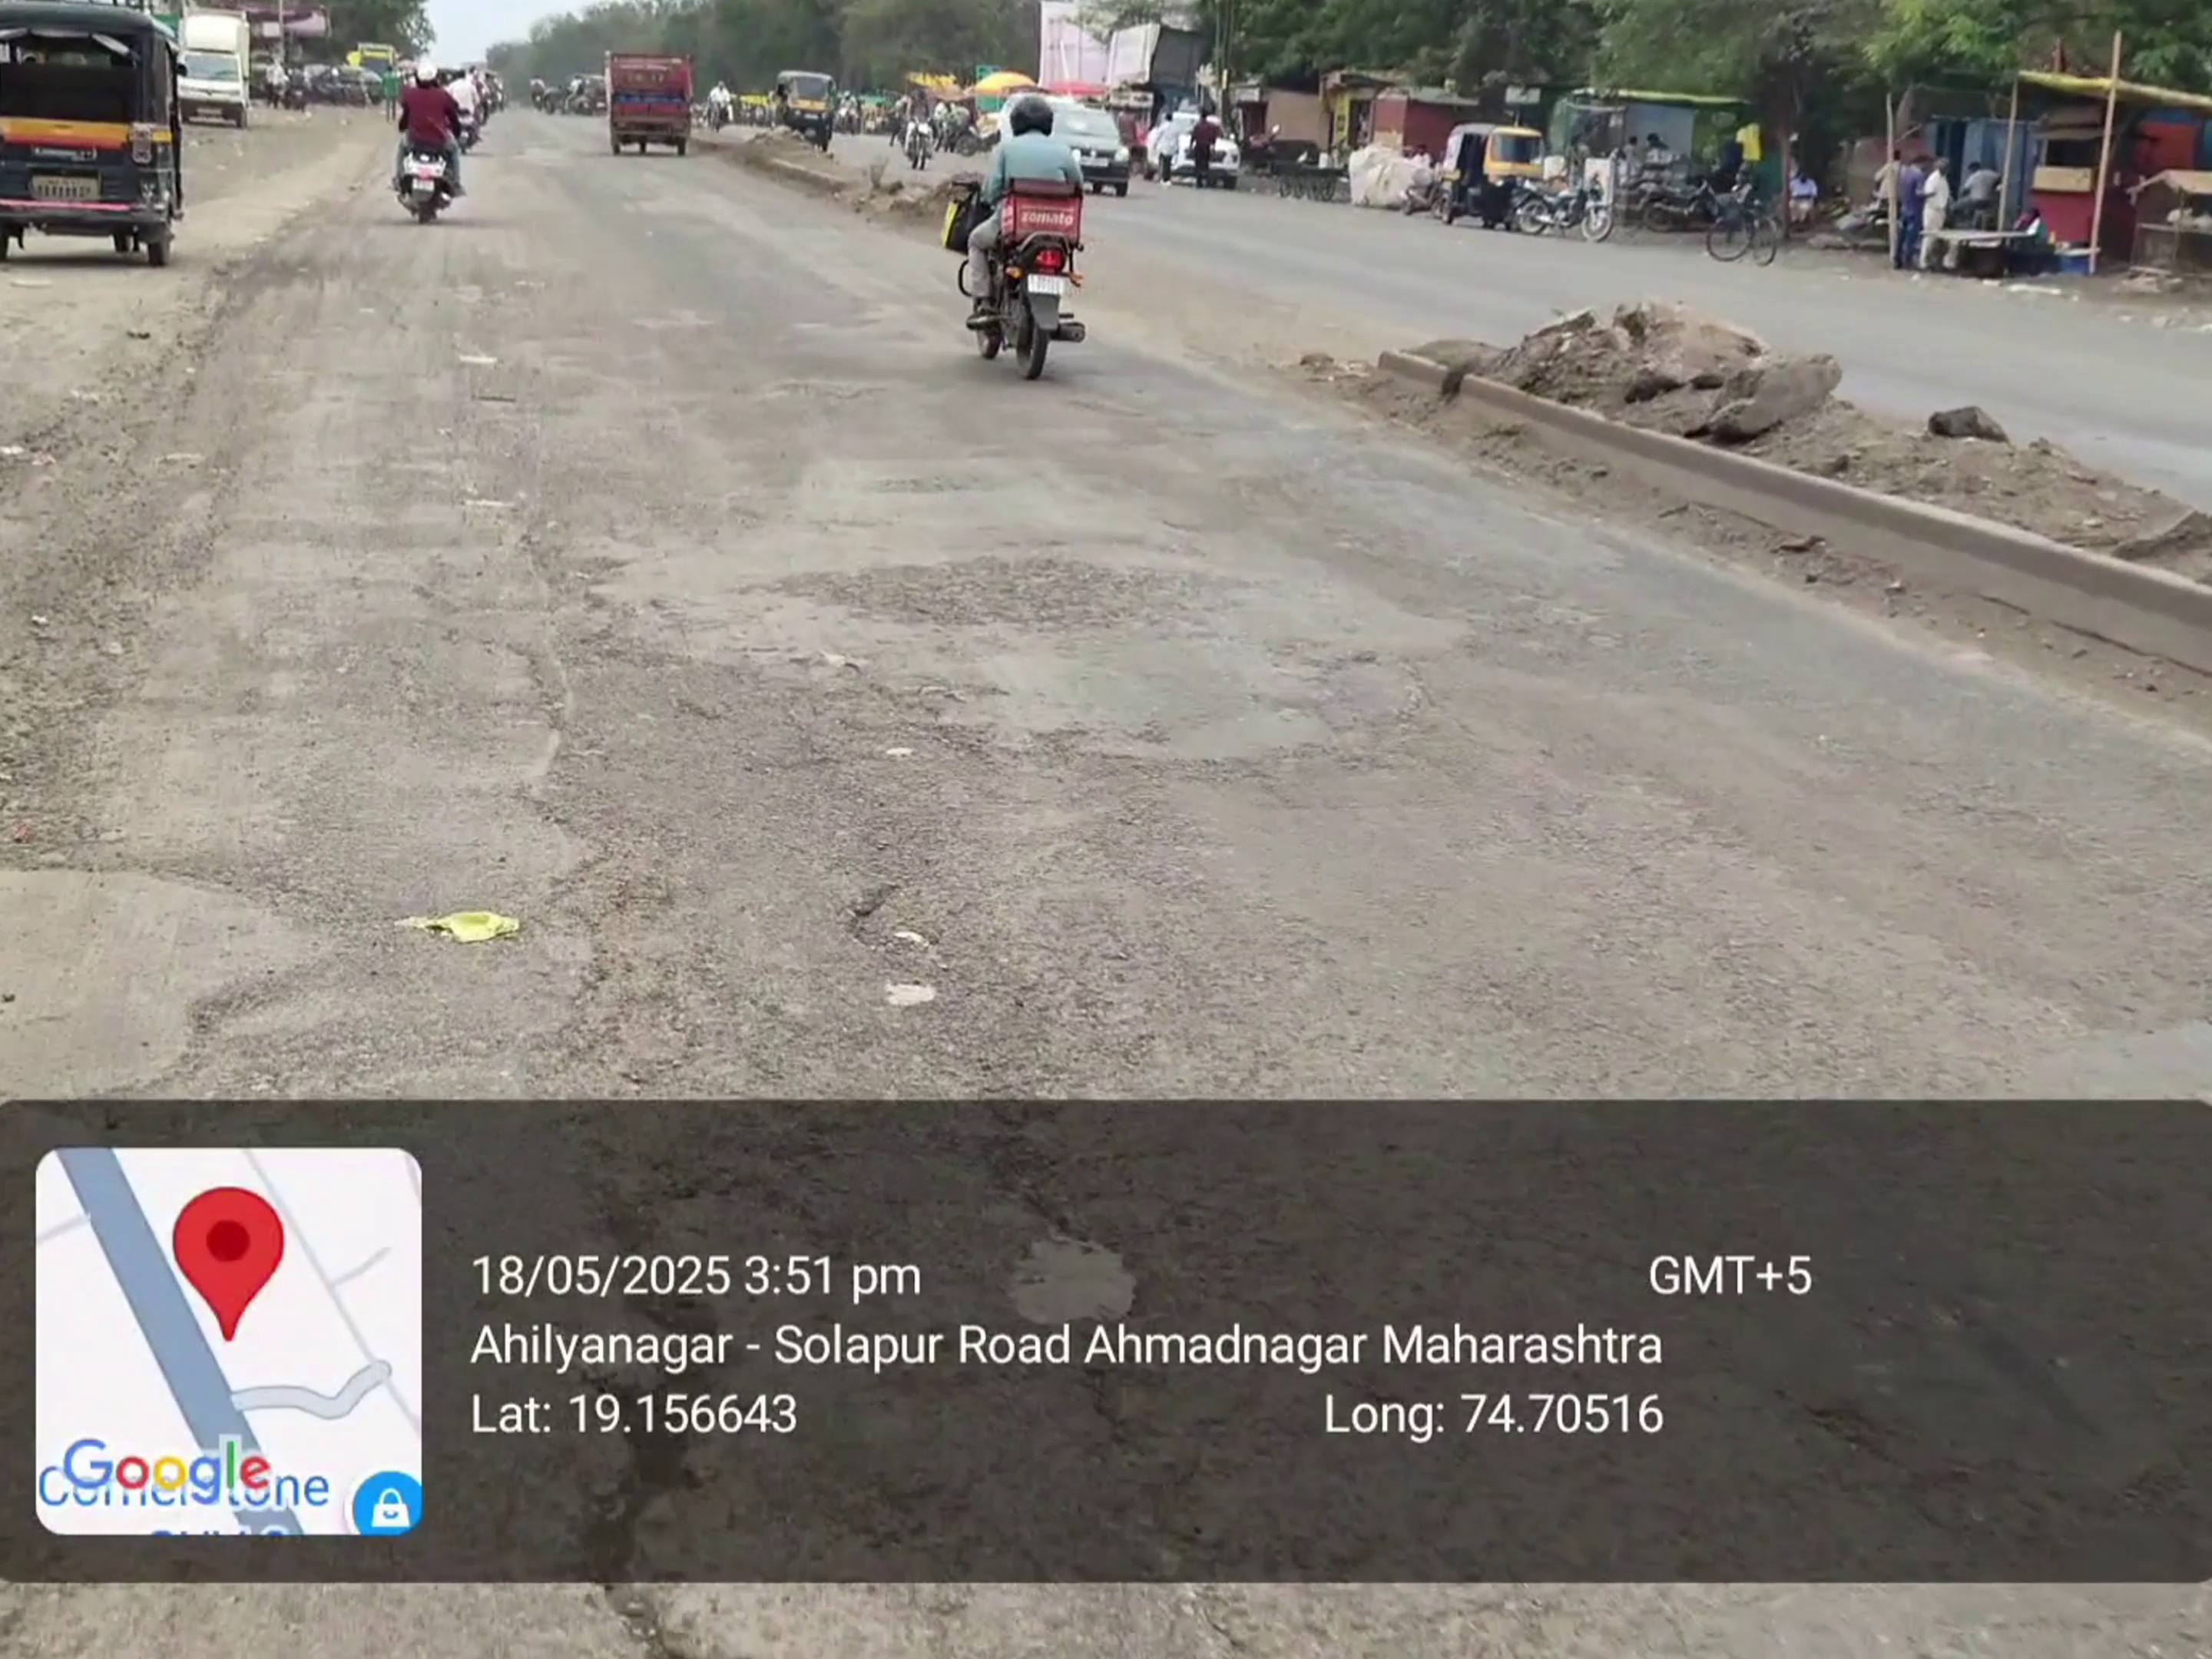 zomato
18/05/2025 3:51 pm GMT+5
Ahilyanagar - Solapur Road Ahmadnagar Maharashtra
Lat: 19.156643 Long: 74.70516
Google